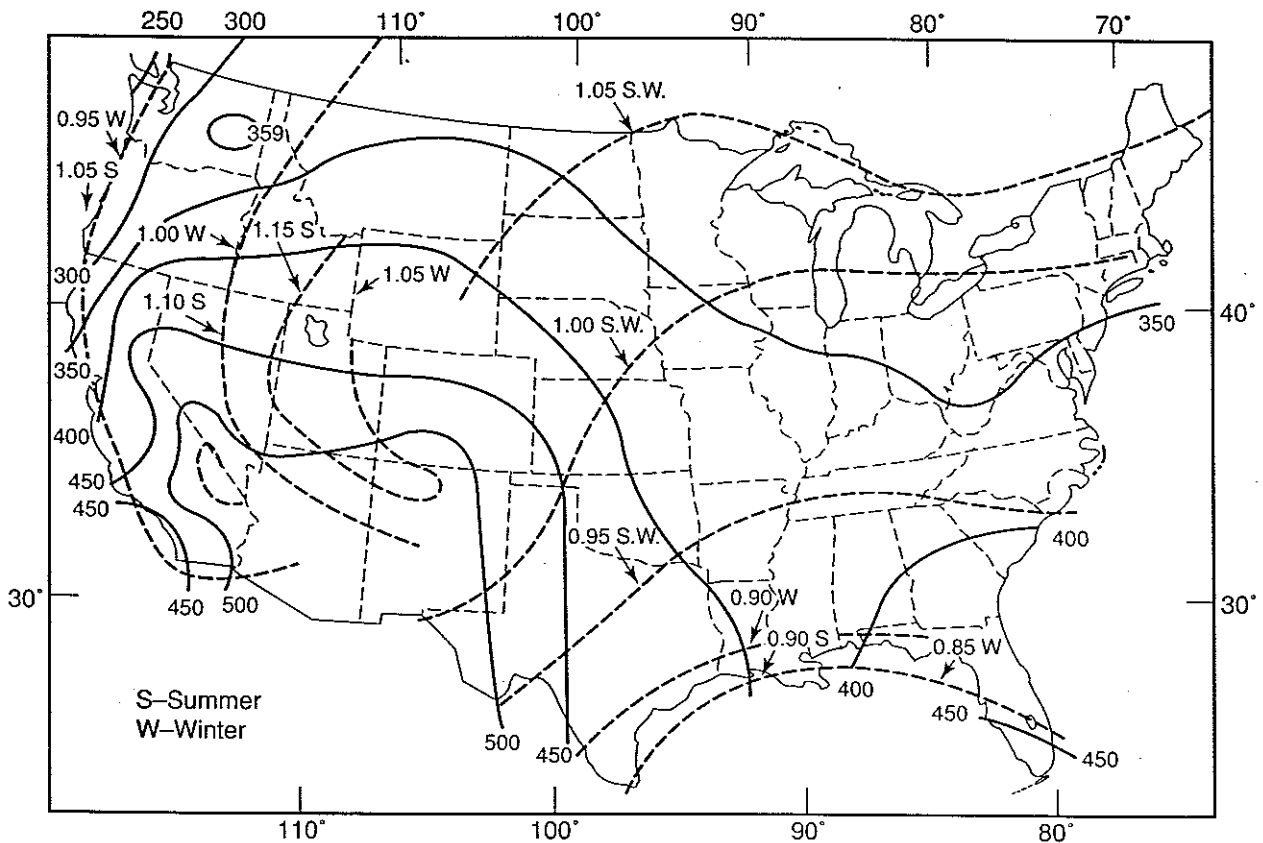 250 300 110° 100° 90° 80° 70°
1.05 S.W.
0.95 W
359
1.05 S
1.00 W 1.15 S
1.05 W
300
1.10 S
40°
1.00 S.W.
350
350
400
450
450
0.95 S.W.
400
30°
30°
450 500
0.90 W
0.90 S
0.85 W
400
450
S–Summer
W–Winter
500 450
450
110° 100° 90° 80°